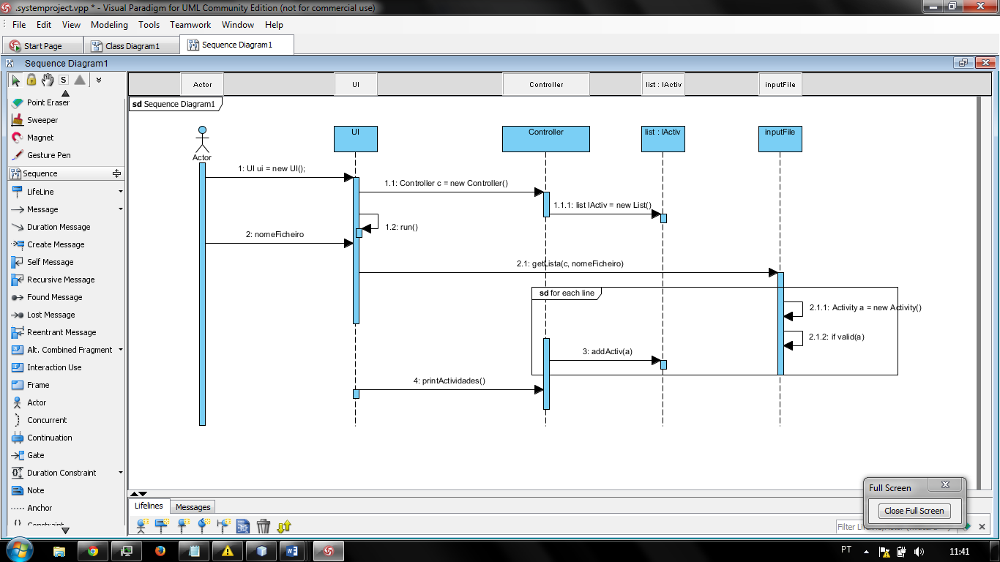 .systemproject.vpp * - Visual Paradigm for UML Community Edition (not for commercial use)
File Edit View Modeling Tools Teamwork Window Help
Start Page Class Diagram1 Sequence Diagram1
Sequence Diagram1
S
Point Eraser
Sweeper
Magnet
Gesture Pen
Sequence
LifeLine
Message
Duration Message
Create Message
Self Message
Recursive Message
Found Message
Lost Message
Reentrant Message
Alt. Combined Fragment
Interaction Use
Frame
Actor
Concurrent
Continuation
Gate
Duration Constraint
Note
Anchor
Constraint
Actor UI Controller list : lActiv inputFile
sd Sequence Diagram1
UI Controller list : lActiv inputFile
Actor
1: UI ui = new UI();
1.1: Controller c = new Controller()
1.1.1: list lActiv = new List()
1.2: run()
2: nomeFicheiro
2.1: getLista(c, nomeFicheiro)
sd for each line
2.1.1: Activity a = new Activity()
2.1.2: if valid(a)
3: addActiv(a)
4: printActividades()
Full Screen
Close Full Screen
Lifelines Messages
PT
11:41